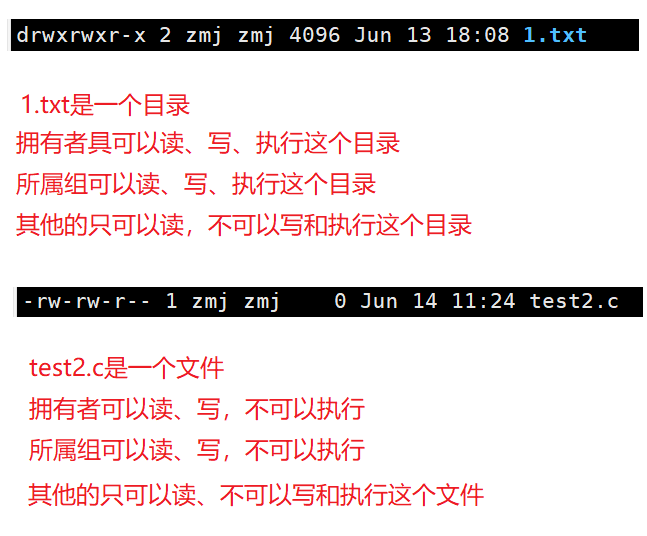 drwxrwxr-x 2 zmj zmj 4096 Jun 13 18:08 1.txt
1.txt是一个目录
拥有者具可以读、写、执行这个目录
所属组可以读、写、执行这个目录
其他的只可以读，不可以写和执行这个目录
-rw-rw-r-- 1 zmj zmj    0 Jun 14 11:24 test2.c
test2.c是一个文件
拥有者可以读、写，不可以执行
所属组可以读、写，不可以执行
其他的只可以读、不可以写和执行这个文件